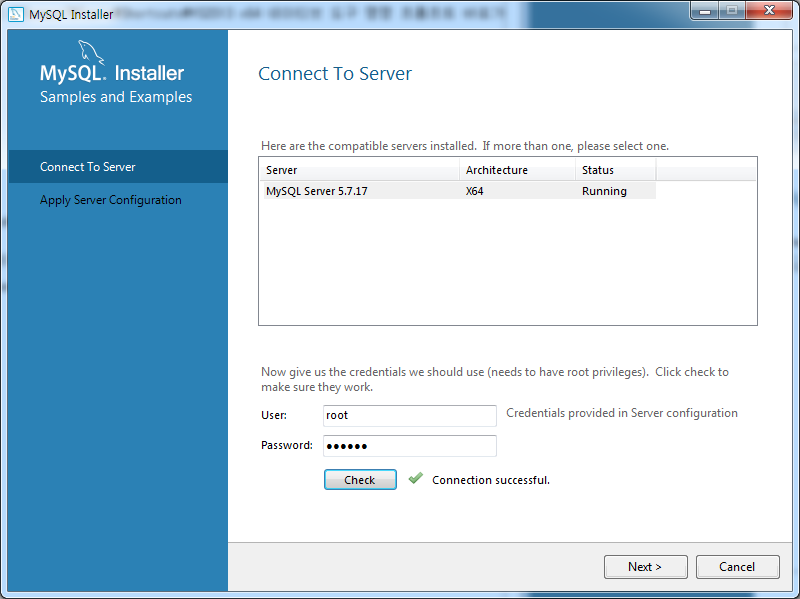 MySQL Installer
MySQL. Installer
Samples and Examples
Connect To Server
Apply Server Configuration
Connect To Server
Here are the compatible servers installed. If more than one, please select one.
Server Architecture Status
MySQL Server 5.7.17 X64 Running
Now give us the credentials we should use (needs to have root privileges). Click check to
make sure they work.
User: root Credentials provided in Server configuration
Password: ●●●●●●
Check Connection successful.
Next > Cancel